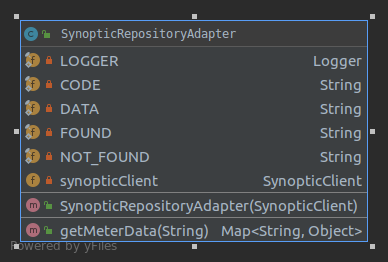 SynopticRepositoryAdapter
LOGGER Logger
CODE String
DATA String
FOUND String
NOT_FOUND String
synopticClient SynopticClient
SynopticRepositoryAdapter(SynopticClient)
getMeterData(String) Map<String, Object>
Powered by yFiles